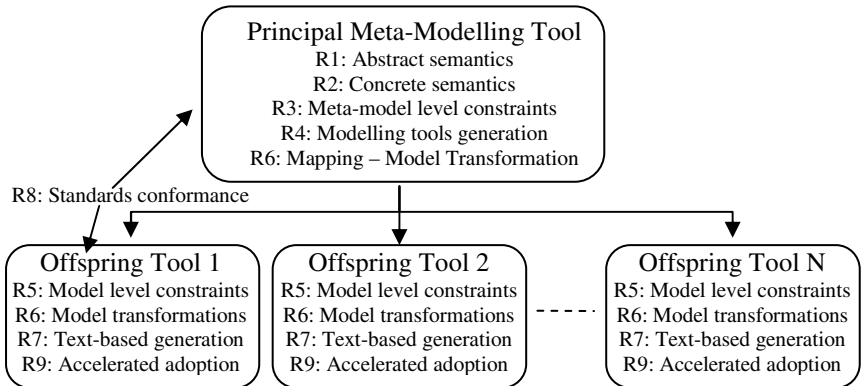 Principal Meta-Modelling Tool
R1: Abstract semantics
R2: Concrete semantics
R3: Meta-model level constraints
R4: Modelling tools generation
R6: Mapping – Model Transformation
R8: Standards conformance
Offspring Tool 1
R5: Model level constraints
R6: Model transformations
R7: Text-based generation
R9: Accelerated adoption
Offspring Tool 2
R5: Model level constraints
R6: Model transformations
R7: Text-based generation
R9: Accelerated adoption
Offspring Tool N
R5: Model level constraints
R6: Model transformations
R7: Text-based generation
R9: Accelerated adoption